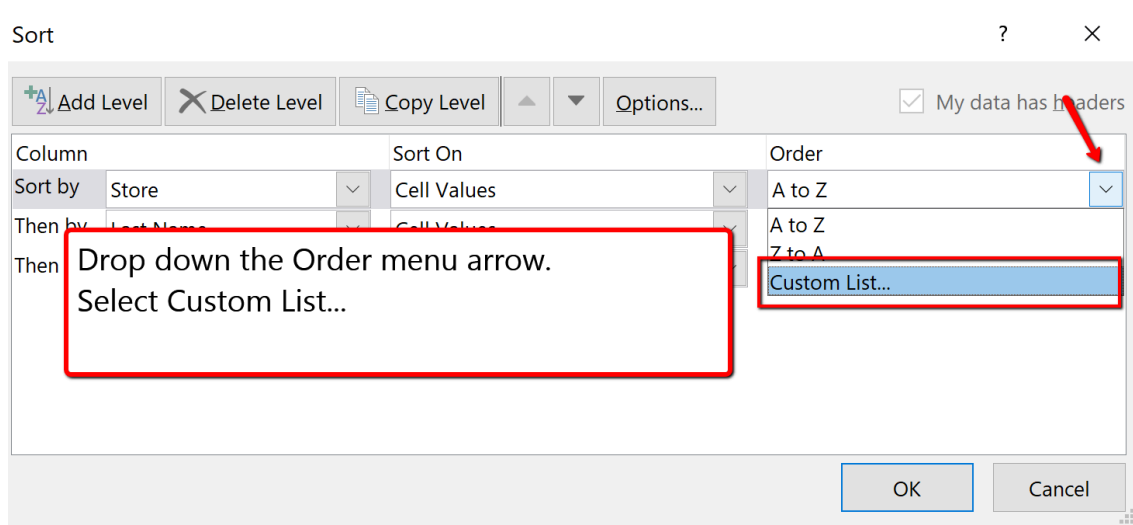 Sort ?
Add Level Delete Level Copy Level Options... My data has headers
Column Sort On Order
Sort by Store Cell Values A to Z
Then by Last Name Cell Values A to Z
Drop down the Order menu arrow. Z to A
Then Custom List...
Select Custom List...
OK Cancel